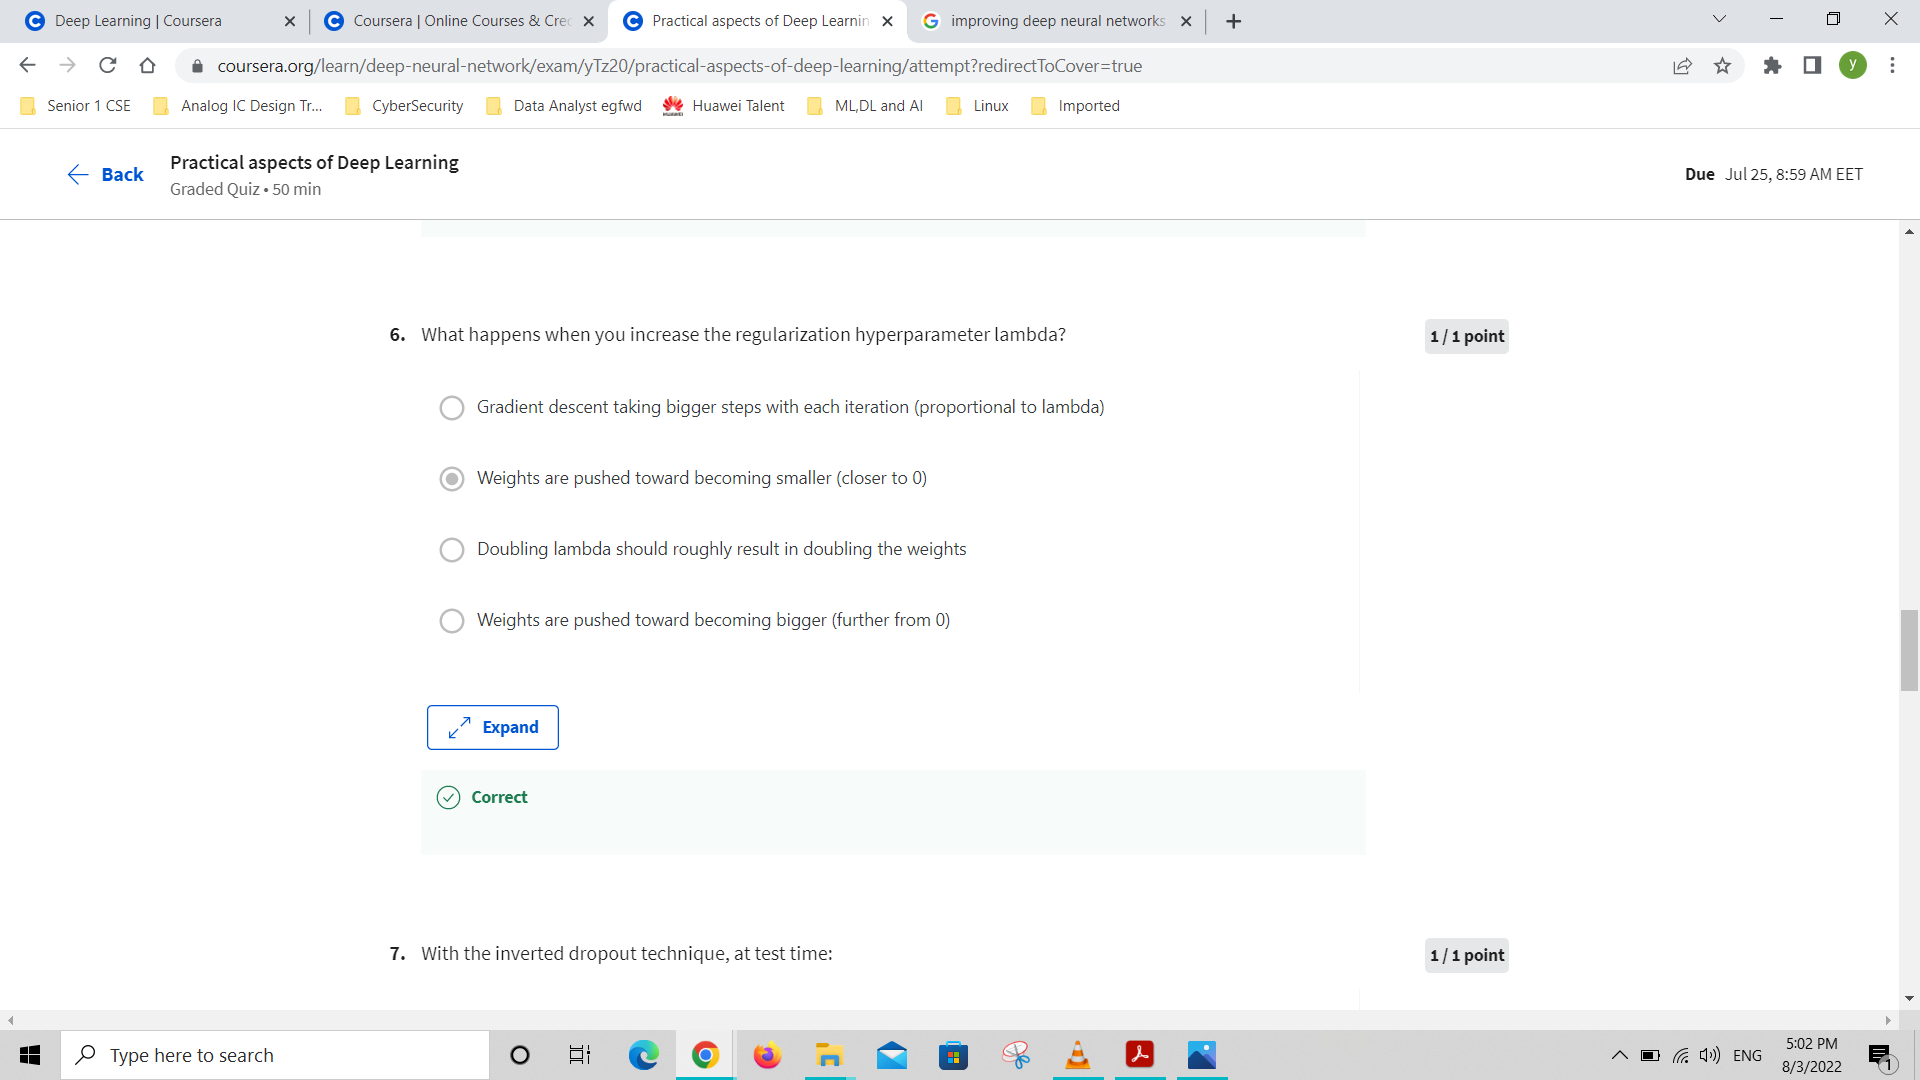 Deep Learning | Coursera
Coursera | Online Courses & Cre
Practical aspects of Deep Learnin
improving deep neural networks
coursera.org/learn/deep-neural-network/exam/yTz20/practical-aspects-of-deep-learning/attempt?redirectToCover=true
y
Senior 1 CSE
Analog IC Design Tr...
CyberSecurity
Data Analyst egfwd
Huawei Talent
ML,DL and AI
Linux
Imported
Back
Practical aspects of Deep Learning
Graded Quiz • 50 min
Due Jul 25, 8:59 AM EET
6. What happens when you increase the regularization hyperparameter lambda?
1 / 1 point
Gradient descent taking bigger steps with each iteration (proportional to lambda)
Weights are pushed toward becoming smaller (closer to 0)
Doubling lambda should roughly result in doubling the weights
Weights are pushed toward becoming bigger (further from 0)
Expand
Correct
7. With the inverted dropout technique, at test time:
1 / 1 point
Type here to search
ENG
5:02 PM
8/3/2022
1